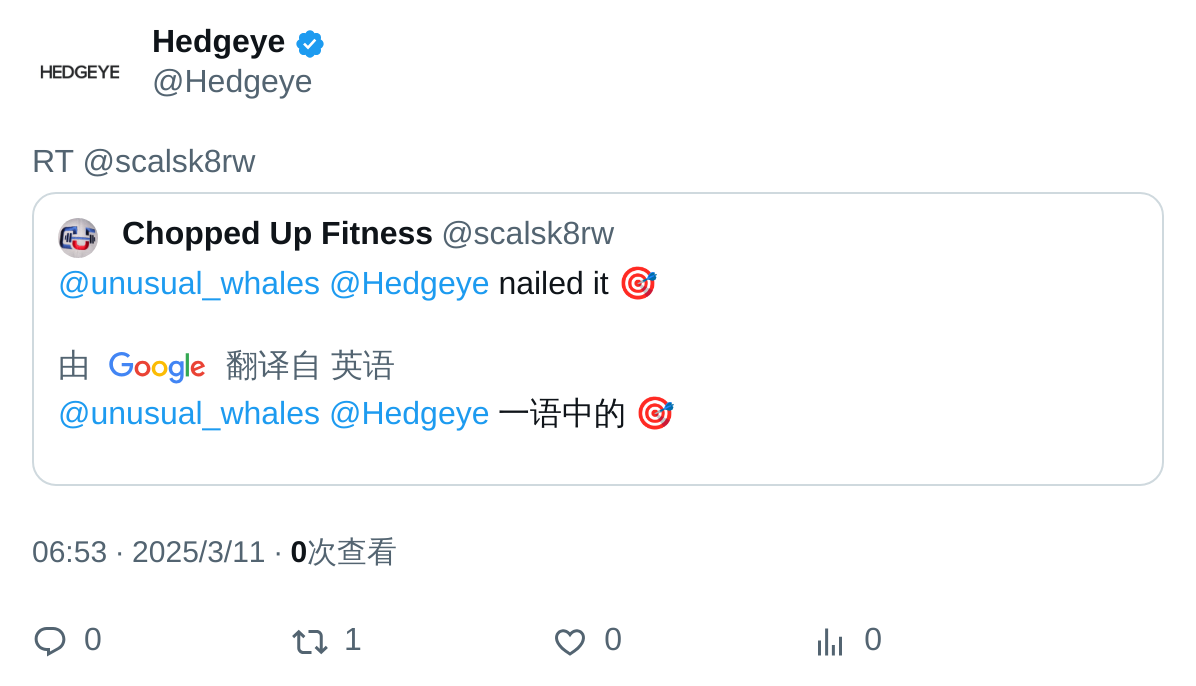 Hedgeye
HEDGEYE
@Hedgeye
RT @scalsk8rw
Chopped Up Fitness @scalsk8rw
@unusual_whales @Hedgeye nailed it 🎯
由 Google 翻译自 英语
@unusual_whales @Hedgeye 一语中的 🎯
06:53 · 2025/3/11 · 0次查看
0 1 0 0